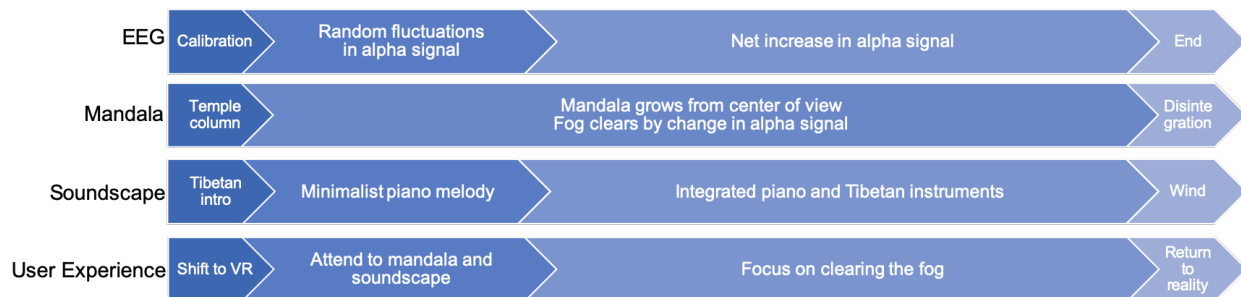 EEG
Calibration
Random fluctuations
in alpha signal
Net increase in alpha signal
End
Mandala
Temple
column
Mandala grows from center of view
Fog clears by change in alpha signal
Disinte
gration
Soundscape
Tibetan
intro
Minimalist piano melody
Integrated piano and Tibetan instruments
Wind
User Experience
Shift to VR
Attend to mandala and
soundscape
Focus on clearing the fog
Return
to
reality